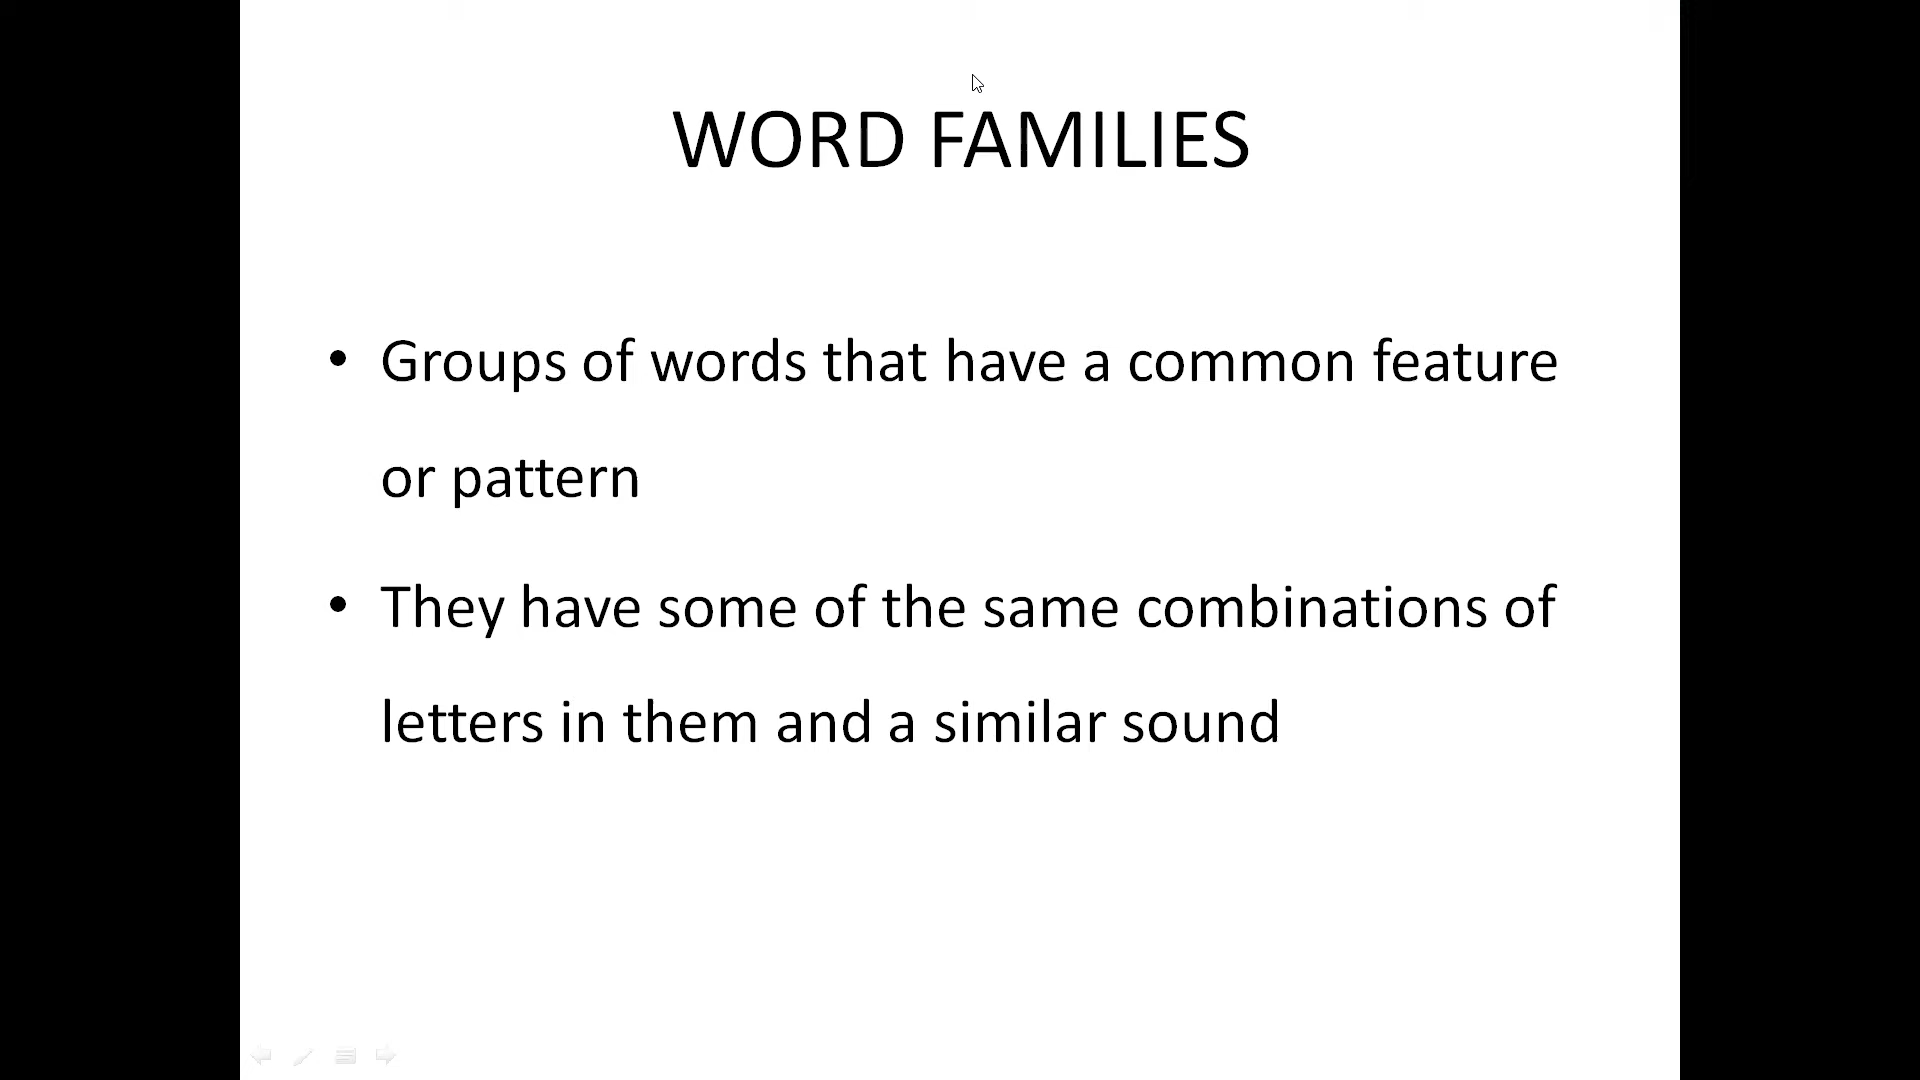 WORD FAMILIES
• Groups of words that have a common feature
or pattern
• They have some of the same combinations of
letters in them and a similar sound